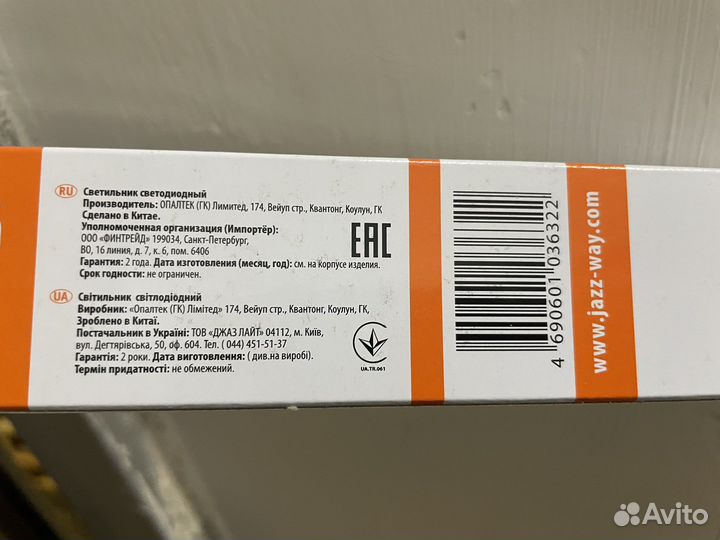 RU Светильник светодиодный
Производитель: ОПАЛТЕК (ГК) Лимитед, 174, Вейуп стр., Квантонг, Коулун, ГК
Сделано в Китае.
Уполномоченная организация (Импортёр):
ООО «ФИНТРЕЙД» 199034, Санкт-Петербург,
ВО, 16 линия, д. 7, к. 6, пом. 6406
Гарантия: 2 года. Дата изготовления (месяц, год): см. на корпусе изделия.
Срок годности: не ограничен.
EAC
UA Світильник світлодіодний
Виробник: «Опалтек (ГК) Лімітед» 174, Вейуп стр., Квантонг, Коулун, ГК,
Зроблено в Китаї.
Постачальник в Україні: ТОВ "ДЖАЗ ЛАЙТ" 04112, м. Київ,
вул. Дегтярівська, 50, оф. 604. Тел. ( 044) 451-51-37
Гарантія: 2 роки. Дата виготовлення : ( див.на виробі).
Термін придатності: не обмежений.
UA.TR.061
4 690601 036322
www.jazz-way.com
Avito